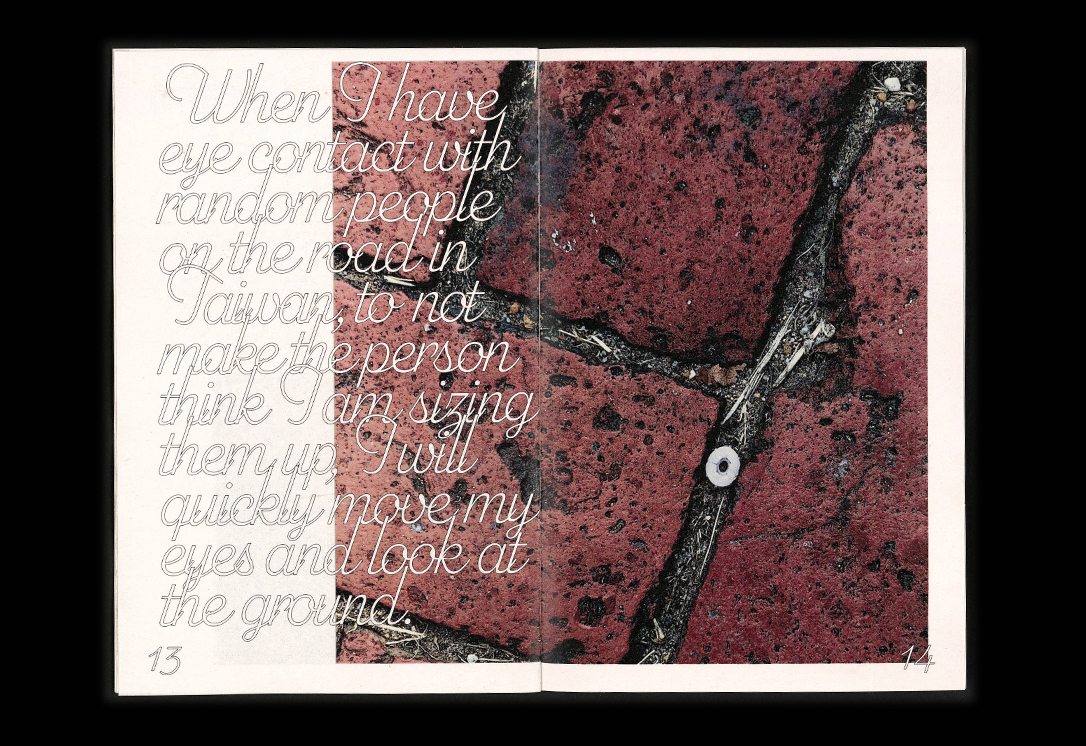 When I have
eye contact with
random people
on the road in
Taiwan, to not
make the person
think I am sizing
them up, I will
quickly move my
eyes and look at
the ground.
13
14